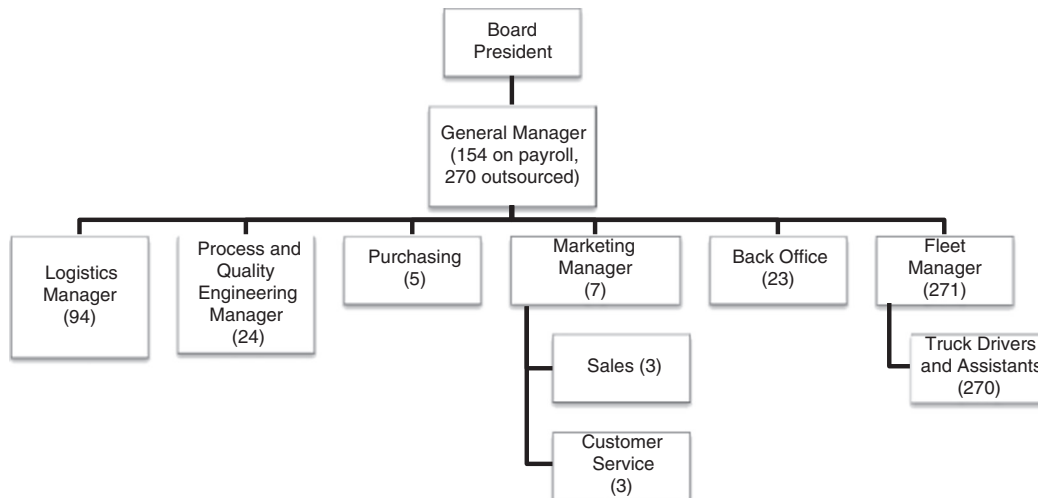 Board
President
General Manager
(154 on payroll,
270 outsourced)
Logistics
Manager
(94)
Process and
Quality
Engineering
Manager
(24)
Purchasing
(5)
Marketing
Manager
(7)
Back Office
(23)
Fleet
Manager
(271)
Sales (3)
Customer
Service
(3)
Truck Drivers
and Assistants
(270)